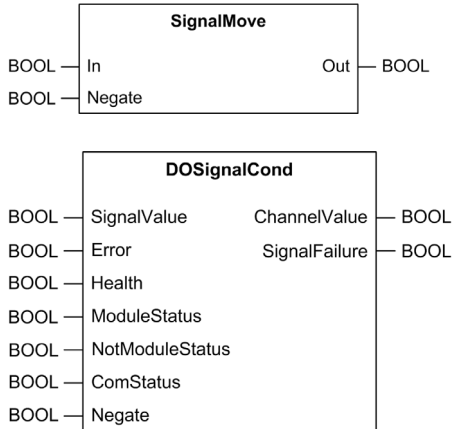 SignalMove
BOOL In Out BOOL
BOOL Negate
DOSignalCond
BOOL SignalValue ChannelValue BOOL
BOOL Error SignalFailure BOOL
BOOL Health
BOOL ModuleStatus
BOOL NotModuleStatus
BOOL ComStatus
BOOL Negate